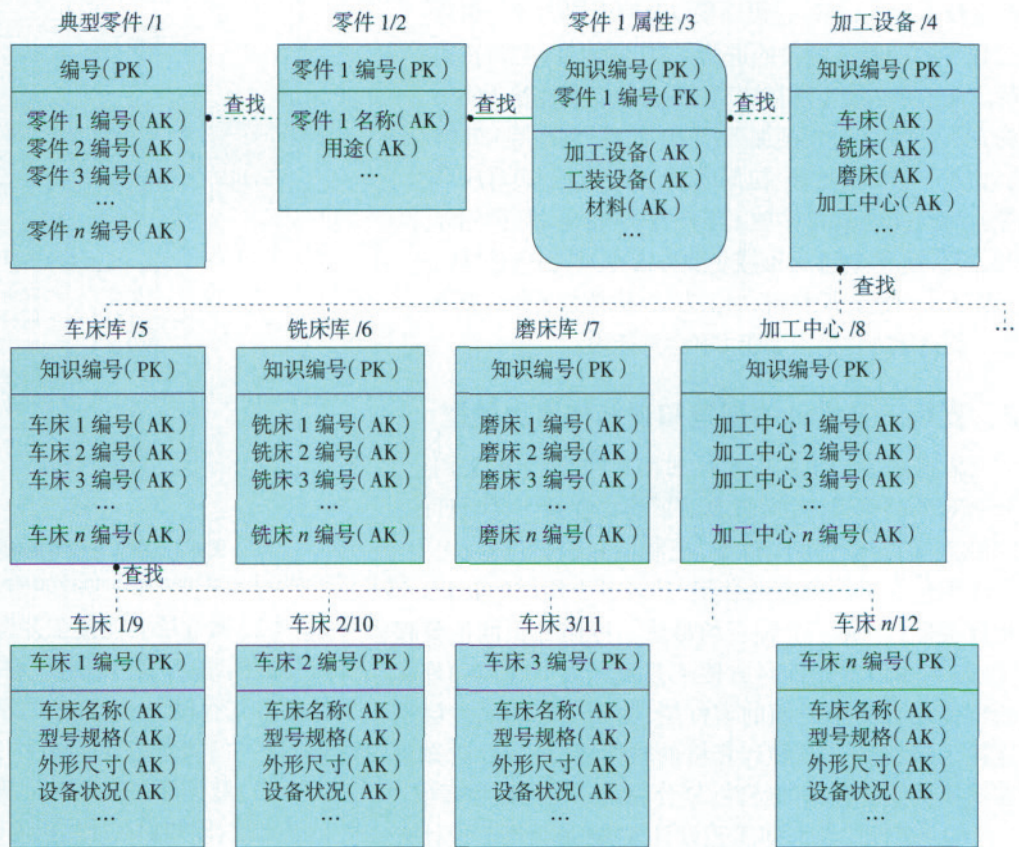 典型零件/1
编号(PK)
零件1编号(AK)
零件2编号(AK)
零件3编号(AK)
…
零件n编号(AK)
查找
零件1/2
零件1编号(PK)
零件1名称(AK)
用途(AK)
…
查找
零件1属性/3
知识编号(PK)
零件1编号(FK)
加工设备(AK)
工装设备(AK)
材料(AK)
…
查找
加工设备/4
知识编号(PK)
车床(AK)
铣床(AK)
磨床(AK)
加工中心(AK)
…
查找
车床库/5
知识编号(PK)
车床1编号(AK)
车床2编号(AK)
车床3编号(AK)
…
车床n编号(AK)
查找
铣床库/6
知识编号(PK)
铣床1编号(AK)
铣床2编号(AK)
铣床3编号(AK)
…
铣床n编号(AK)
磨床库/7
知识编号(PK)
磨床1编号(AK)
磨床2编号(AK)
磨床3编号(AK)
…
磨床n编号(AK)
加工中心/8
知识编号(PK)
加工中心1编号(AK)
加工中心2编号(AK)
加工中心3编号(AK)
…
加工中心n编号(AK)
…
车床1/9
车床1编号(PK)
车床名称(AK)
型号规格(AK)
外形尺寸(AK)
设备状况(AK)
…
车床2/10
车床2编号(PK)
车床名称(AK)
型号规格(AK)
外形尺寸(AK)
设备状况(AK)
…
车床3/11
车床3编号(PK)
车床名称(AK)
型号规格(AK)
外形尺寸(AK)
设备状况(AK)
…
车床n/12
车床n编号(PK)
车床名称(AK)
型号规格(AK)
外形尺寸(AK)
设备状况(AK)
…